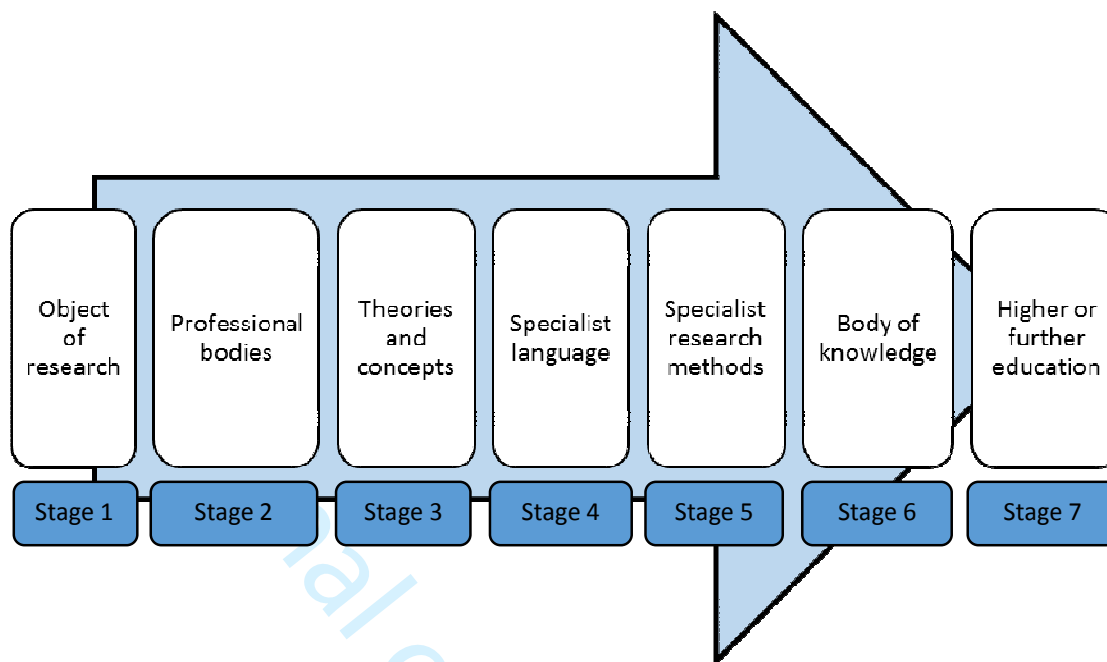 Object
of
research
Professional
bodies
Theories
and
concepts
Specialist
language
Specialist
research
methods
Body of
knowledge
Higher or
further
education
Stage 1
Stage 2
Stage 3
Stage 4
Stage 5
Stage 6
Stage 7